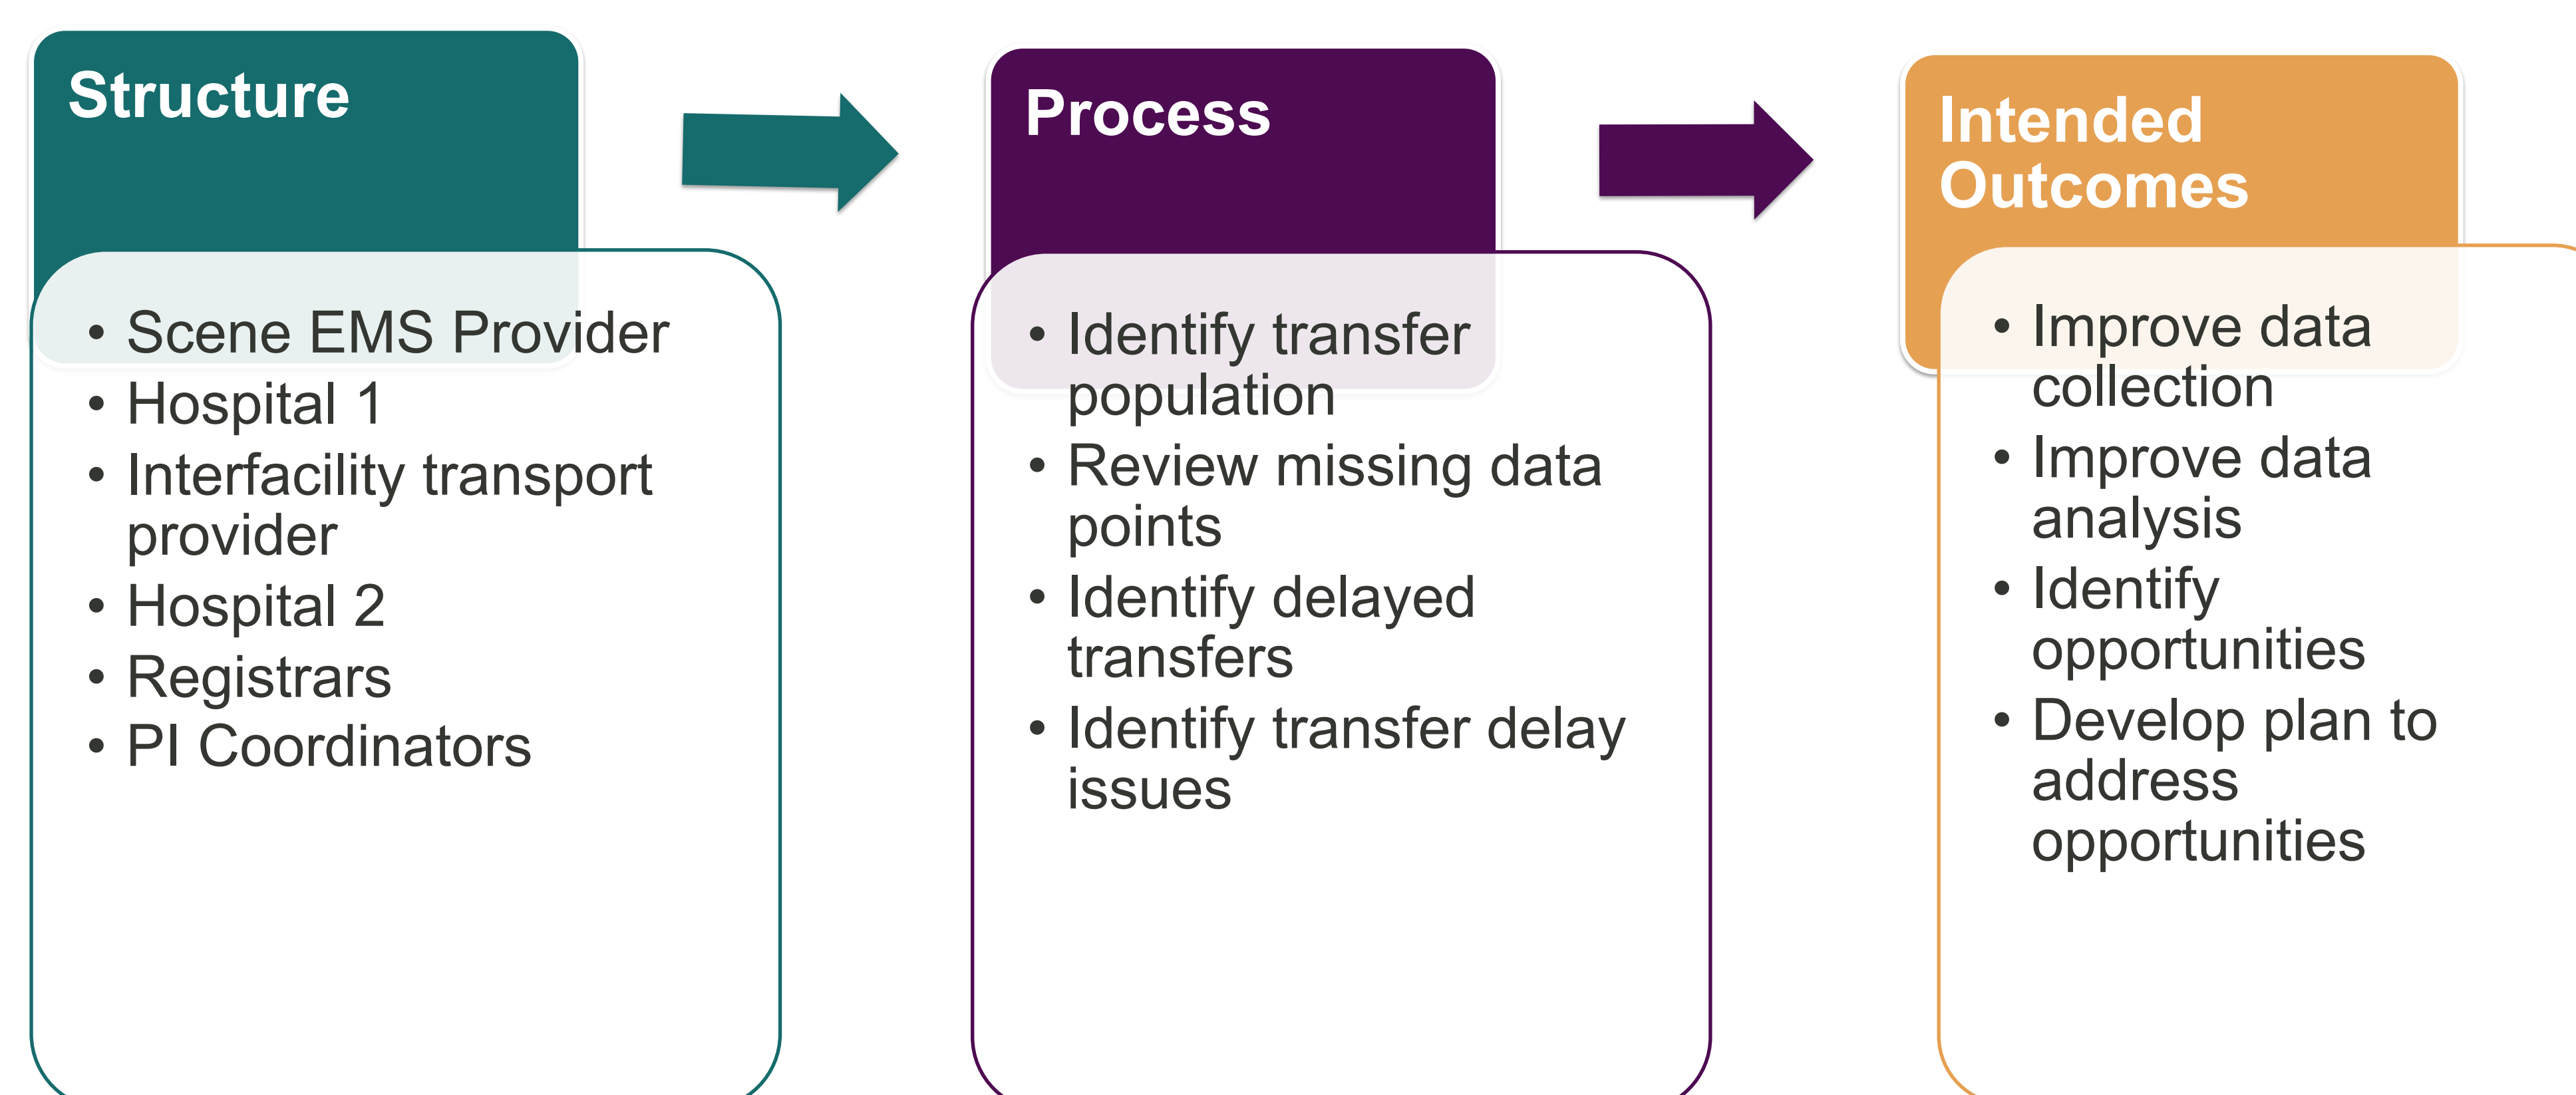 Structure
• Scene EMS Provider
• Hospital 1
• Interfacility transport
provider
• Hospital 2
• Registrars
• PI Coordinators
Process
• Identify transfer
population
• Review missing data
points
• Identify delayed
transfers
• Identify transfer delay
issues
Intended
Outcomes
• Improve data
collection
• Improve data
analysis
• Identify
opportunities
• Develop plan to
address
opportunities